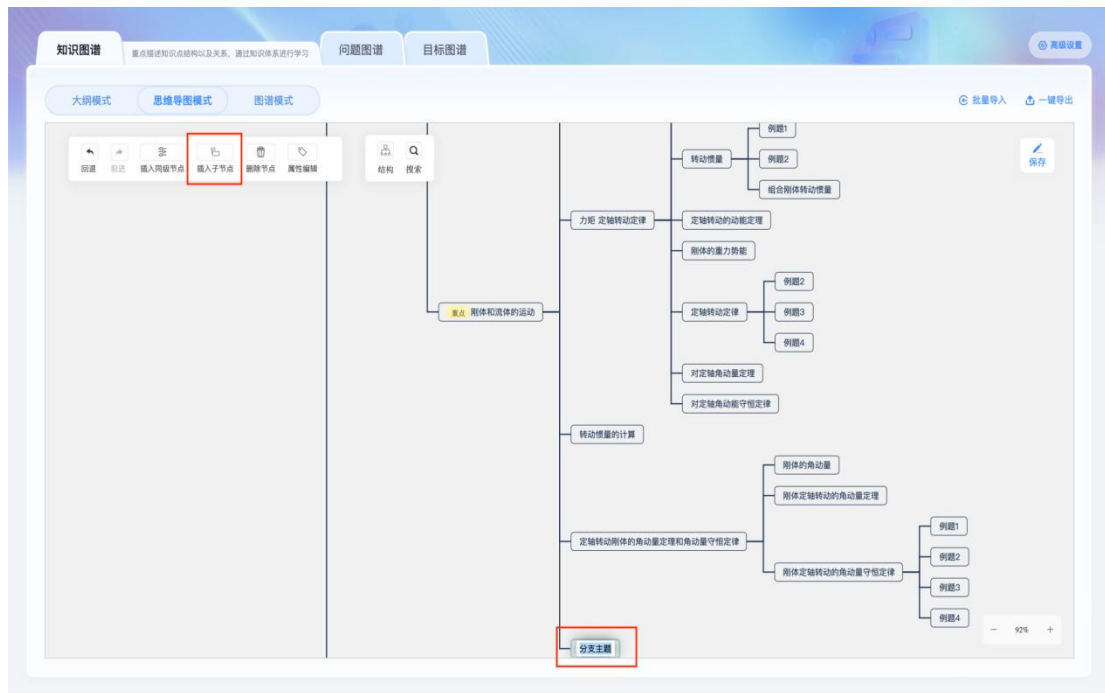 知识图谱 重点描述知识点结构以及关系，通过知识体系进行学习 问题图谱 目标图谱 高级设置
大纲模式 思维导图模式 图谱模式 批量导入 一键导出
回退 前进 插入同级节点 插入子节点 删除节点 属性编辑 结构 搜索 保存
例题1
转动惯量 例题2
组合刚体转动惯量
力矩 定轴转动定律 定轴转动的动能定理
刚体的重力势能
例题2
重点 刚体和流体的运动 定轴转动定律 例题3
例题4
对定轴角动量定理
对定轴角动能守恒定律
转动惯量的计算
刚体的角动量
刚体定轴转动的角动量定理
例题1
定轴转动刚体的角动量定理和角动量守恒定律
例题2
刚体定轴转动的角动量守恒定律
例题3
例题4
− 92% +
分支主题